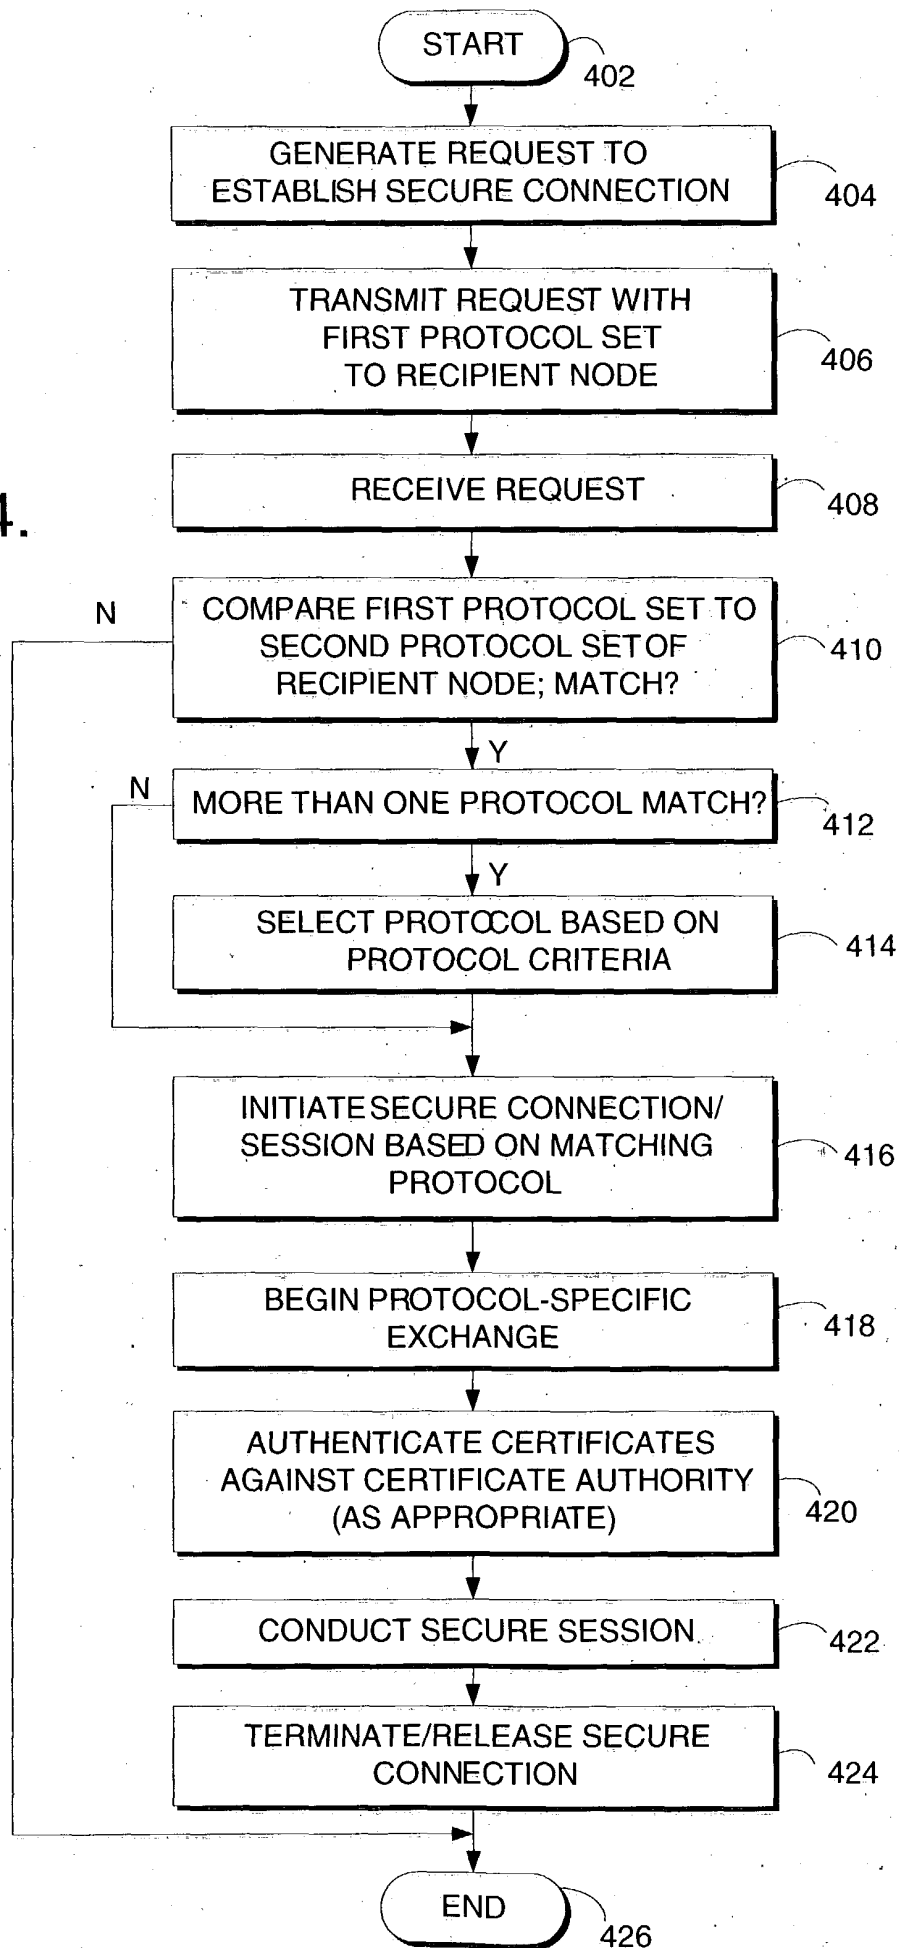 START
402
GENERATE REQUEST TO
ESTABLISH SECURE CONNECTION
404
TRANSMIT REQUEST WITH
FIRST PROTOCOL SET
TO RECIPIENT NODE
406
RECEIVE REQUEST
408
4.
N
COMPARE FIRST PROTOCOL SET TO
SECOND PROTOCOL SET OF
RECIPIENT NODE; MATCH?
410
Y
N
MORE THAN ONE PROTOCOL MATCH?
412
Y
SELECT PROTOCOL BASED ON
PROTOCOL CRITERIA
414
INITIATE SECURE CONNECTION/
SESSION BASED ON MATCHING
PROTOCOL
416
BEGIN PROTOCOL-SPECIFIC
EXCHANGE
418
AUTHENTICATE CERTIFICATES
AGAINST CERTIFICATE AUTHORITY
(AS APPROPRIATE)
420
CONDUCT SECURE SESSION
422
TERMINATE/RELEASE SECURE
CONNECTION
424
END
426